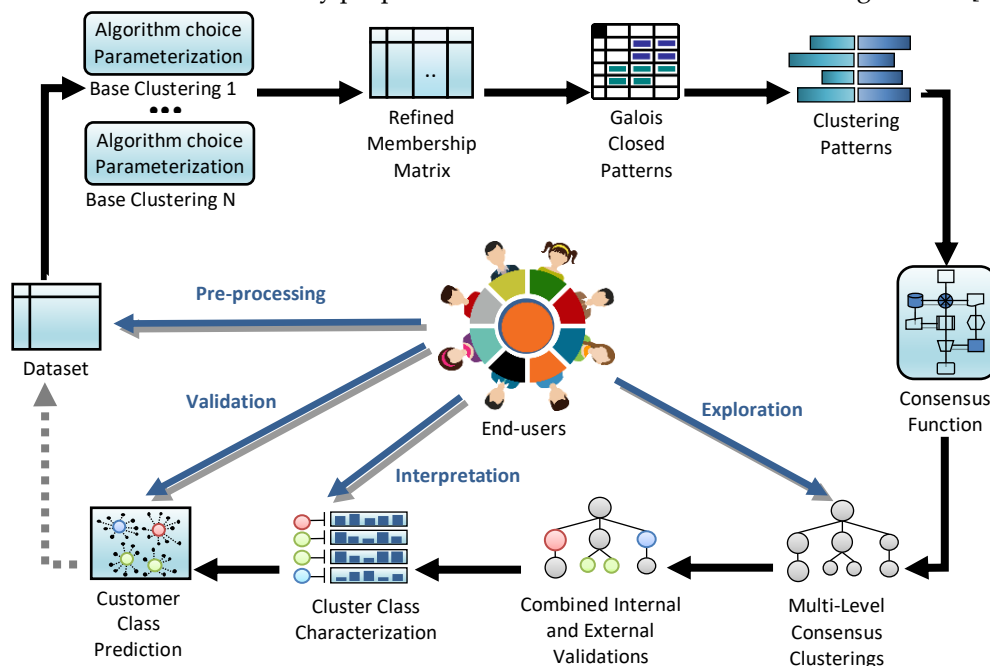 Algorithm choice
Parameterization
Base Clustering 1
...
Algorithm choice
Parameterization
Base Clustering N
..
Refined
Membership
Matrix
Galois
Closed
Patterns
Clustering
Patterns
Pre-processing
Dataset
Validation
End-users
Exploration
Consensus
Function
Interpretation
Customer
Class
Prediction
Cluster Class
Characterization
Combined Internal
and External
Validations
Multi-Level
Consensus
Clusterings